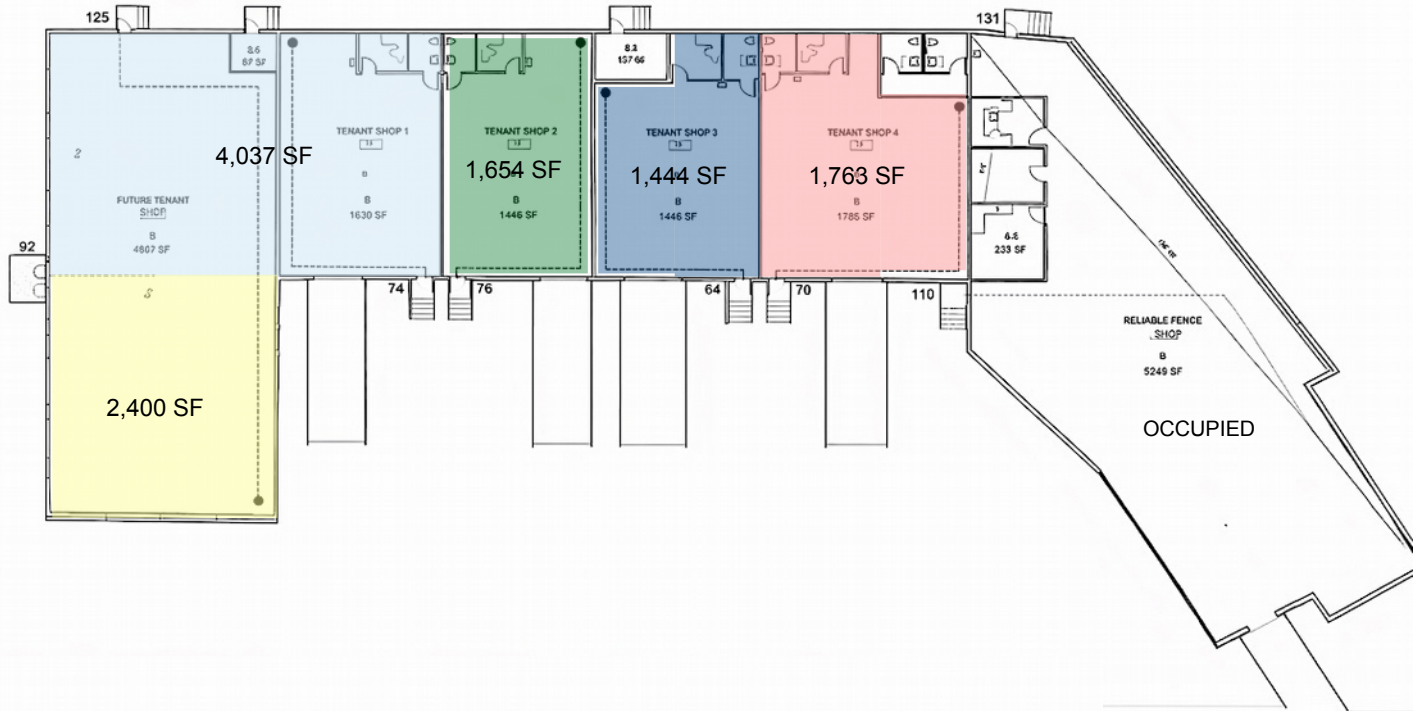 125
131
8.6
87 SF
8.2
137 66
TENANT SHOP 1
TENANT SHOP 2
TENANT SHOP 3
TENANT SHOP 4
4,037 SF
1,654 SF
1,444 SF
1,763 SF
2
B
1630 SF
B
1446 SF
B
1446 SF
B
1785 SF
FUTURE TENANT
SHOP
B
4807 SF
6.6
233 SF
92
74
76
64
70
110
S
RELIABLE FENCE
SHOP
B
5249 SF
2,400 SF
OCCUPIED